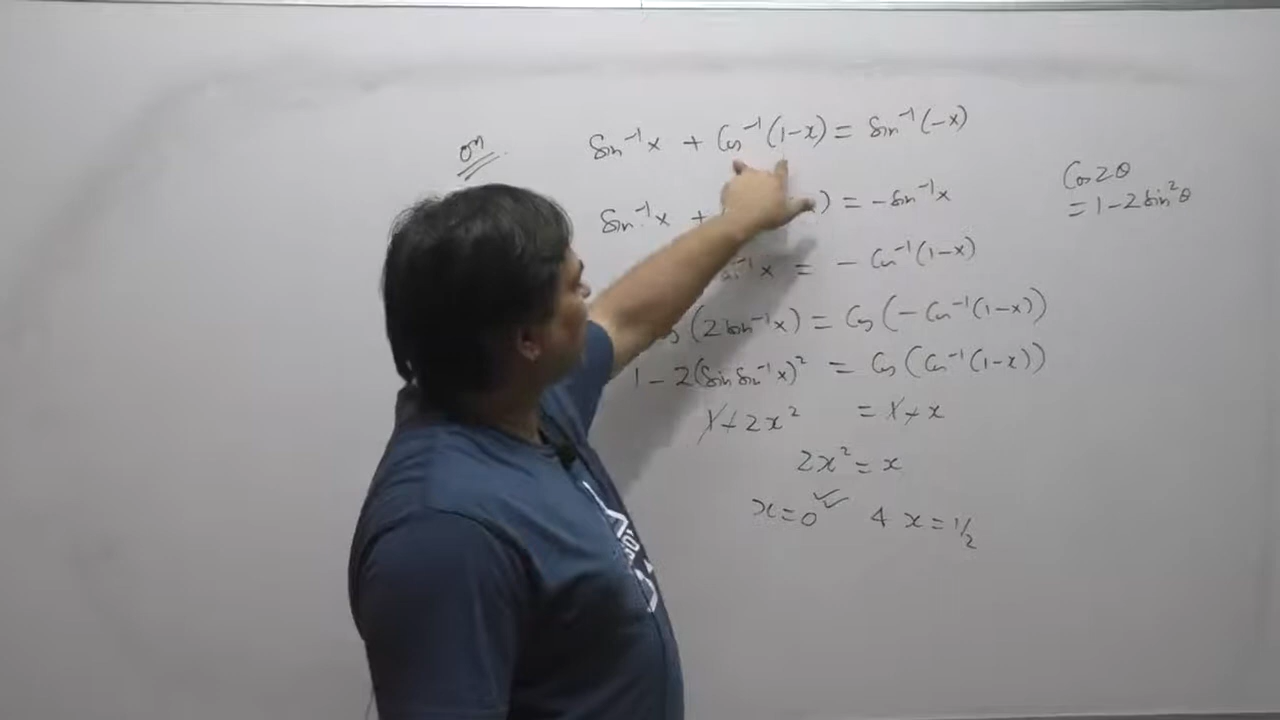 Qn
Sin⁻¹x + Cos⁻¹(1-x) = Sin⁻¹(-x)
Sin⁻¹x + ) = -Sin⁻¹x
x = - Cos⁻¹(1-x)
(2Sin⁻¹x) = Cos(-Cos⁻¹(1-x))
1 - 2(Sin Sin⁻¹x)² = Cos(Cos⁻¹(1-x))
1 + 2x² = 1 + x
2x² = x
x = 0 & x = 1/2
Cos2θ
= 1 - 2Sin²θ